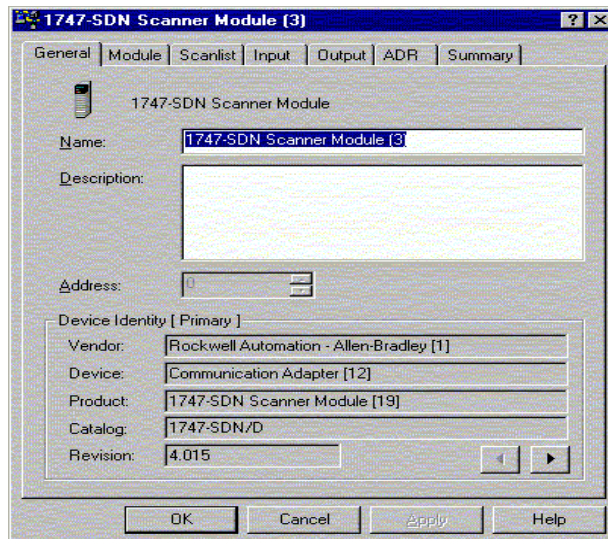 1747-SDN Scanner Module (3)
General Module Scanlist Input Output ADR Summary
1747-SDN Scanner Module
Name: 1747-SDN Scanner Module (3)
Description:
Address: 0
Device Identity [ Primary ]
Vendor: Rockwell Automation - Allen-Bradley [1]
Device: Communication Adapter [12]
Product: 1747-SDN Scanner Module [19]
Catalog: 1747-SDN/D
Revision: 4.015
OK Cancel Apply Help